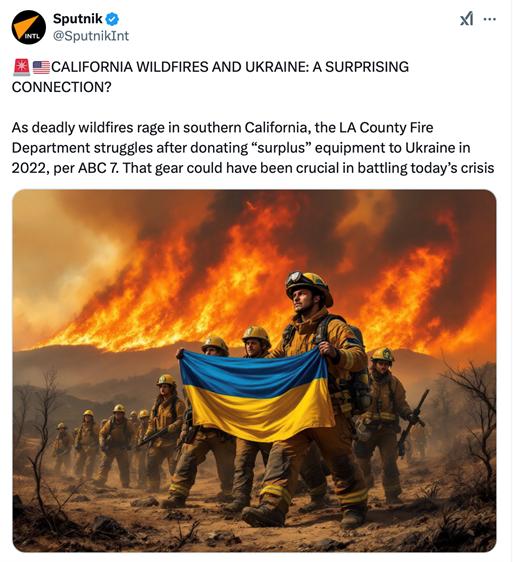 Sputnik
INTL
@SputnikInt
🚨🇺🇸CALIFORNIA WILDFIRES AND UKRAINE: A SURPRISING
CONNECTION?
As deadly wildfires rage in southern California, the LA County Fire
Department struggles after donating “surplus” equipment to Ukraine in
2022, per ABC 7. That gear could have been crucial in battling today’s crisis